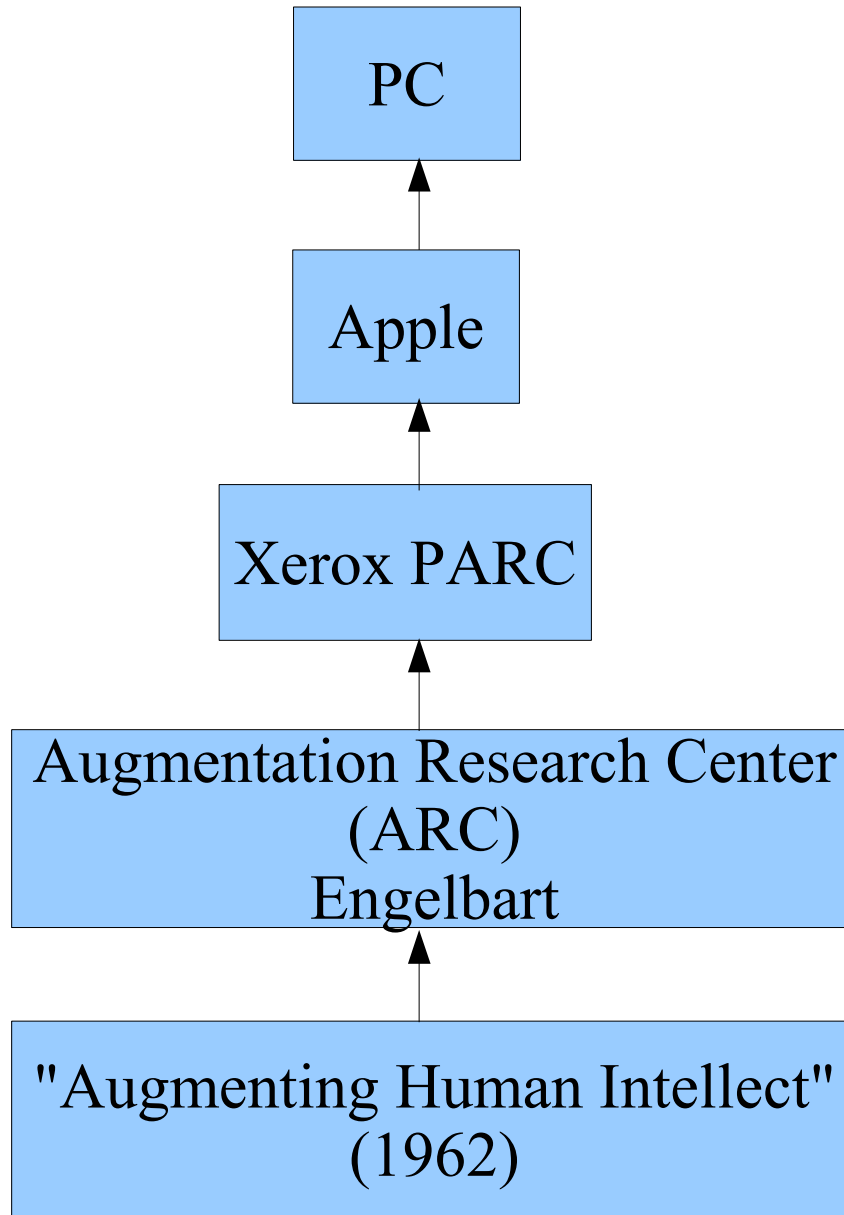 PC
Apple
Xerox PARC
Augmentation Research Center
(ARC)
Engelbart
"Augmenting Human Intellect"
(1962)